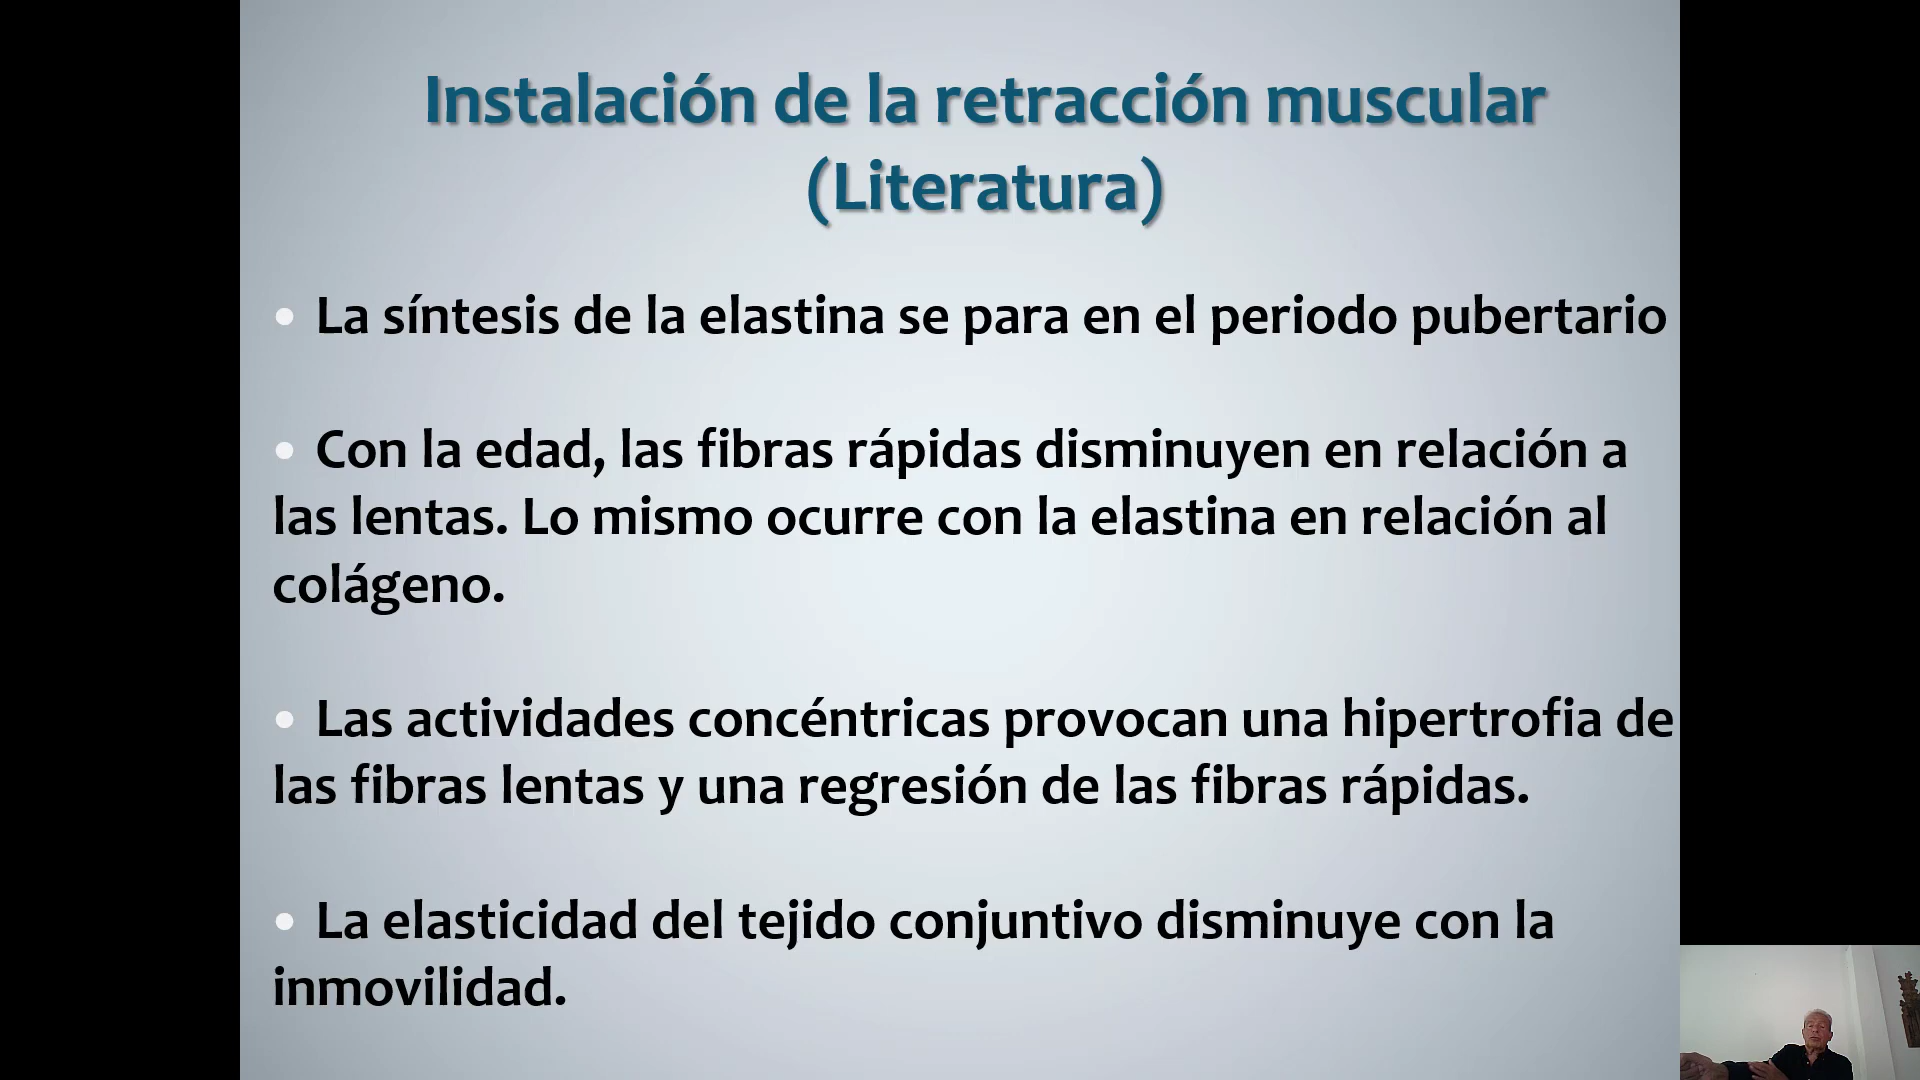 Instalación de la retracción muscular
(Literatura)
• La síntesis de la elastina se para en el periodo pubertario
• Con la edad, las fibras rápidas disminuyen en relación a
las lentas. Lo mismo ocurre con la elastina en relación al
colágeno.
• Las actividades concéntricas provocan una hipertrofia de
las fibras lentas y una regresión de las fibras rápidas.
• La elasticidad del tejido conjuntivo disminuye con la
inmovilidad.